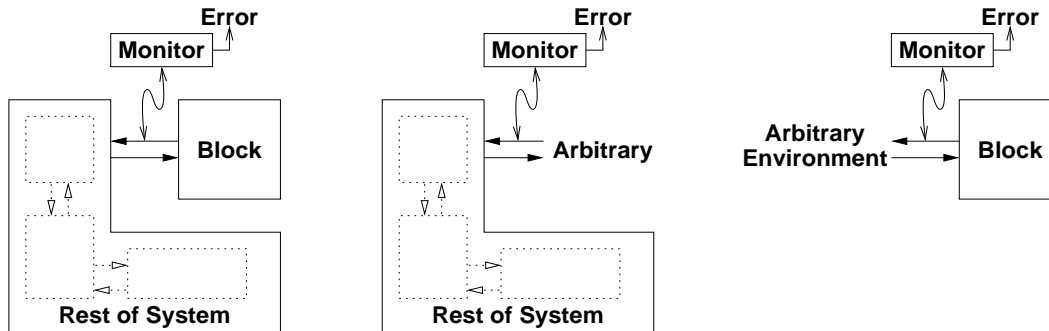 Error
Monitor
Block
Rest of System
Error
Monitor
Arbitrary
Rest of System
Error
Monitor
Arbitrary
Environment
Block